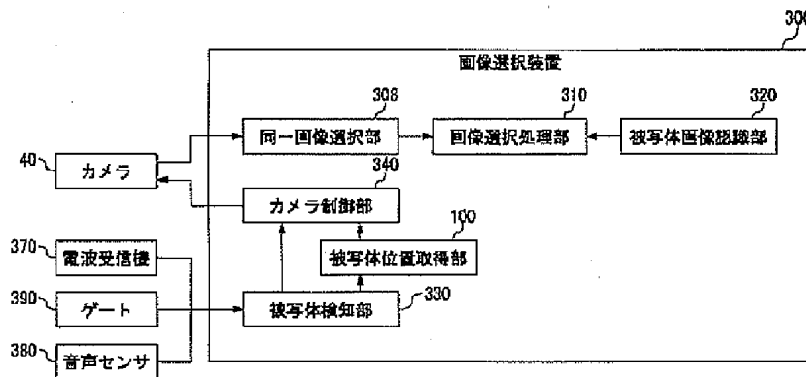 300
画像選択装置
308
310
320
同一画像選択部
画像選択処理部
被写体画像認識部
40
カメラ
340
カメラ制御部
100
370
電波受信機
被写体位置取得部
390
ゲート
被写体検知部
330
380
音声センサ